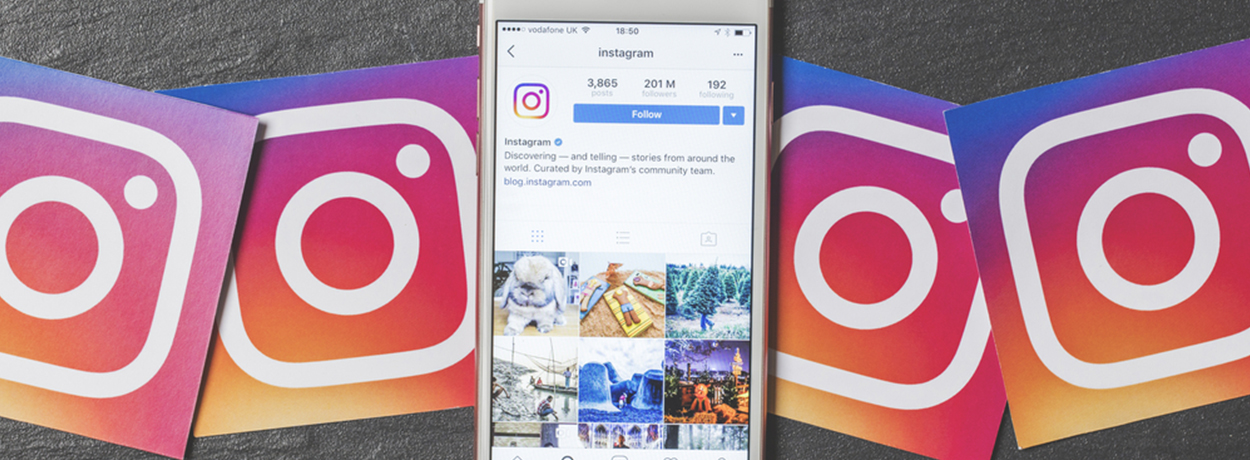 vodafone UK 18:50
instagram
3,865 201 M 192
posts followers following
Follow
Instagram
Discovering — and telling — stories from around the
world. Curated by Instagram's community team.
blog.instagram.com